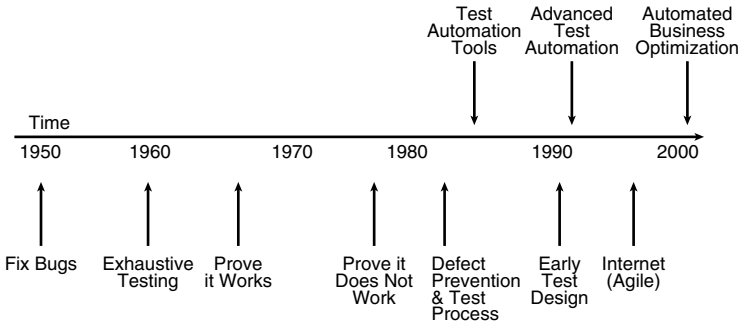 Test
Automation
Tools
Advanced
Test
Automation
Automated
Business
Optimization
Time
1950 1960 1970 1980 1990 2000
Fix Bugs
Exhaustive
Testing
Prove
it Works
Prove it
Does Not
Work
Defect
Prevention
& Test
Process
Early
Test
Design
Internet
(Agile)